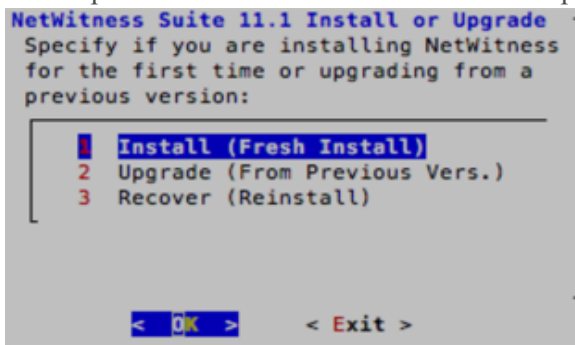 NetWitness Suite 11.1 Install or Upgrade
Specify if you are installing NetWitness
for the first time or upgrading from a
previous version:
1 Install (Fresh Install)
2 Upgrade (From Previous Vers.)
3 Recover (Reinstall)
< OK > < Exit >